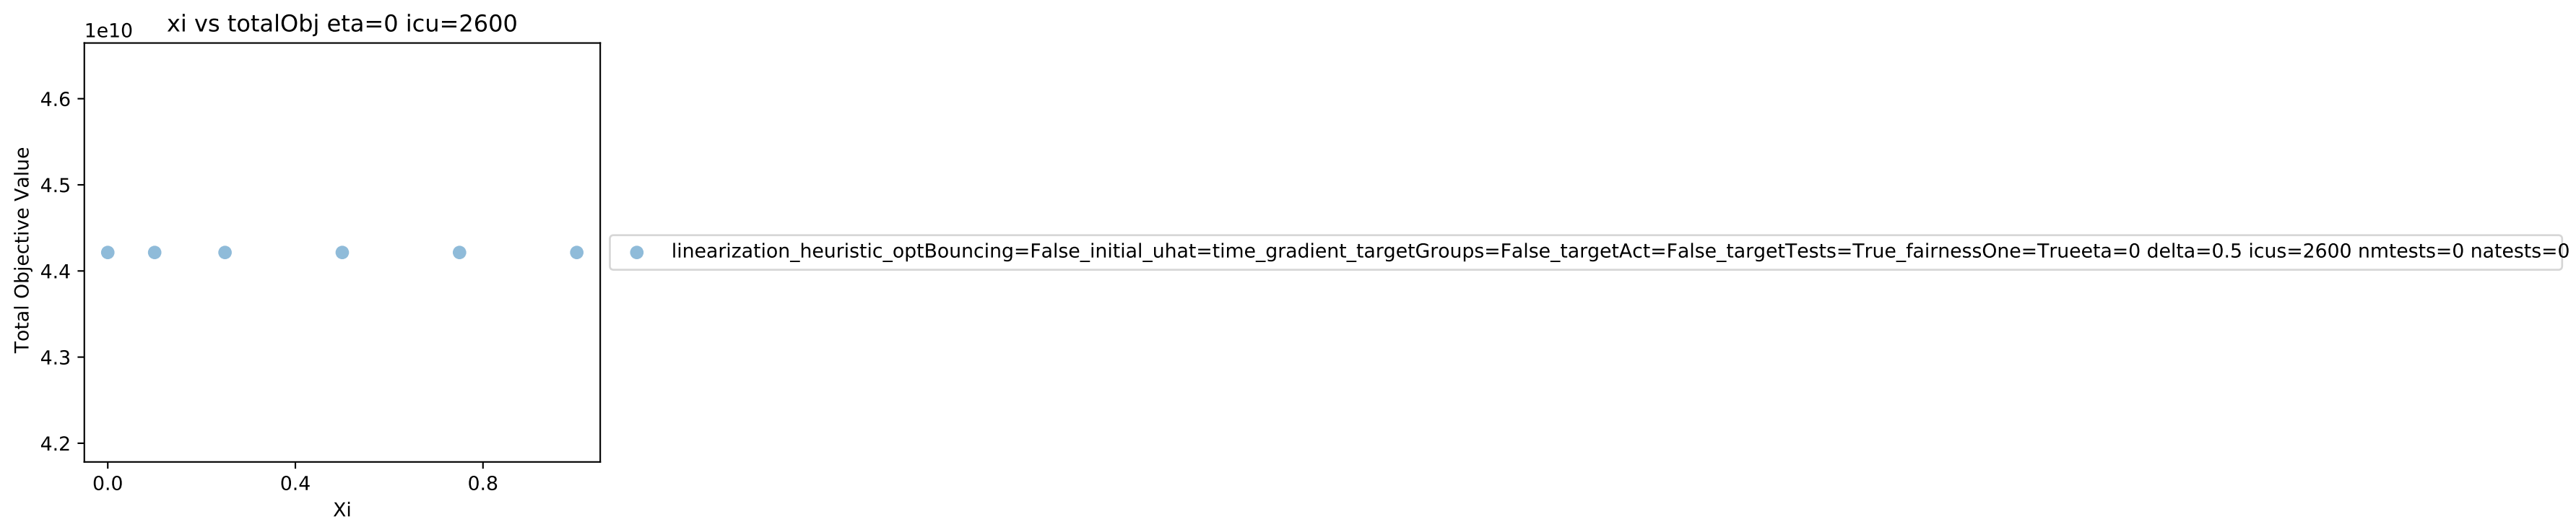 xi vs totalObj eta=0 icu=2600
1e10
4.6
4.5
4.4
4.3
4.2
Total Objective Value
0.0 0.4 0.8
Xi
linearization_heuristic_optBouncing=False_initial_uhat=time_gradient_targetGroups=False_targetAct=False_targetTests=True_fairnessOne=Trueeta=0 delta=0.5 icus=2600 nmtests=0 natests=0